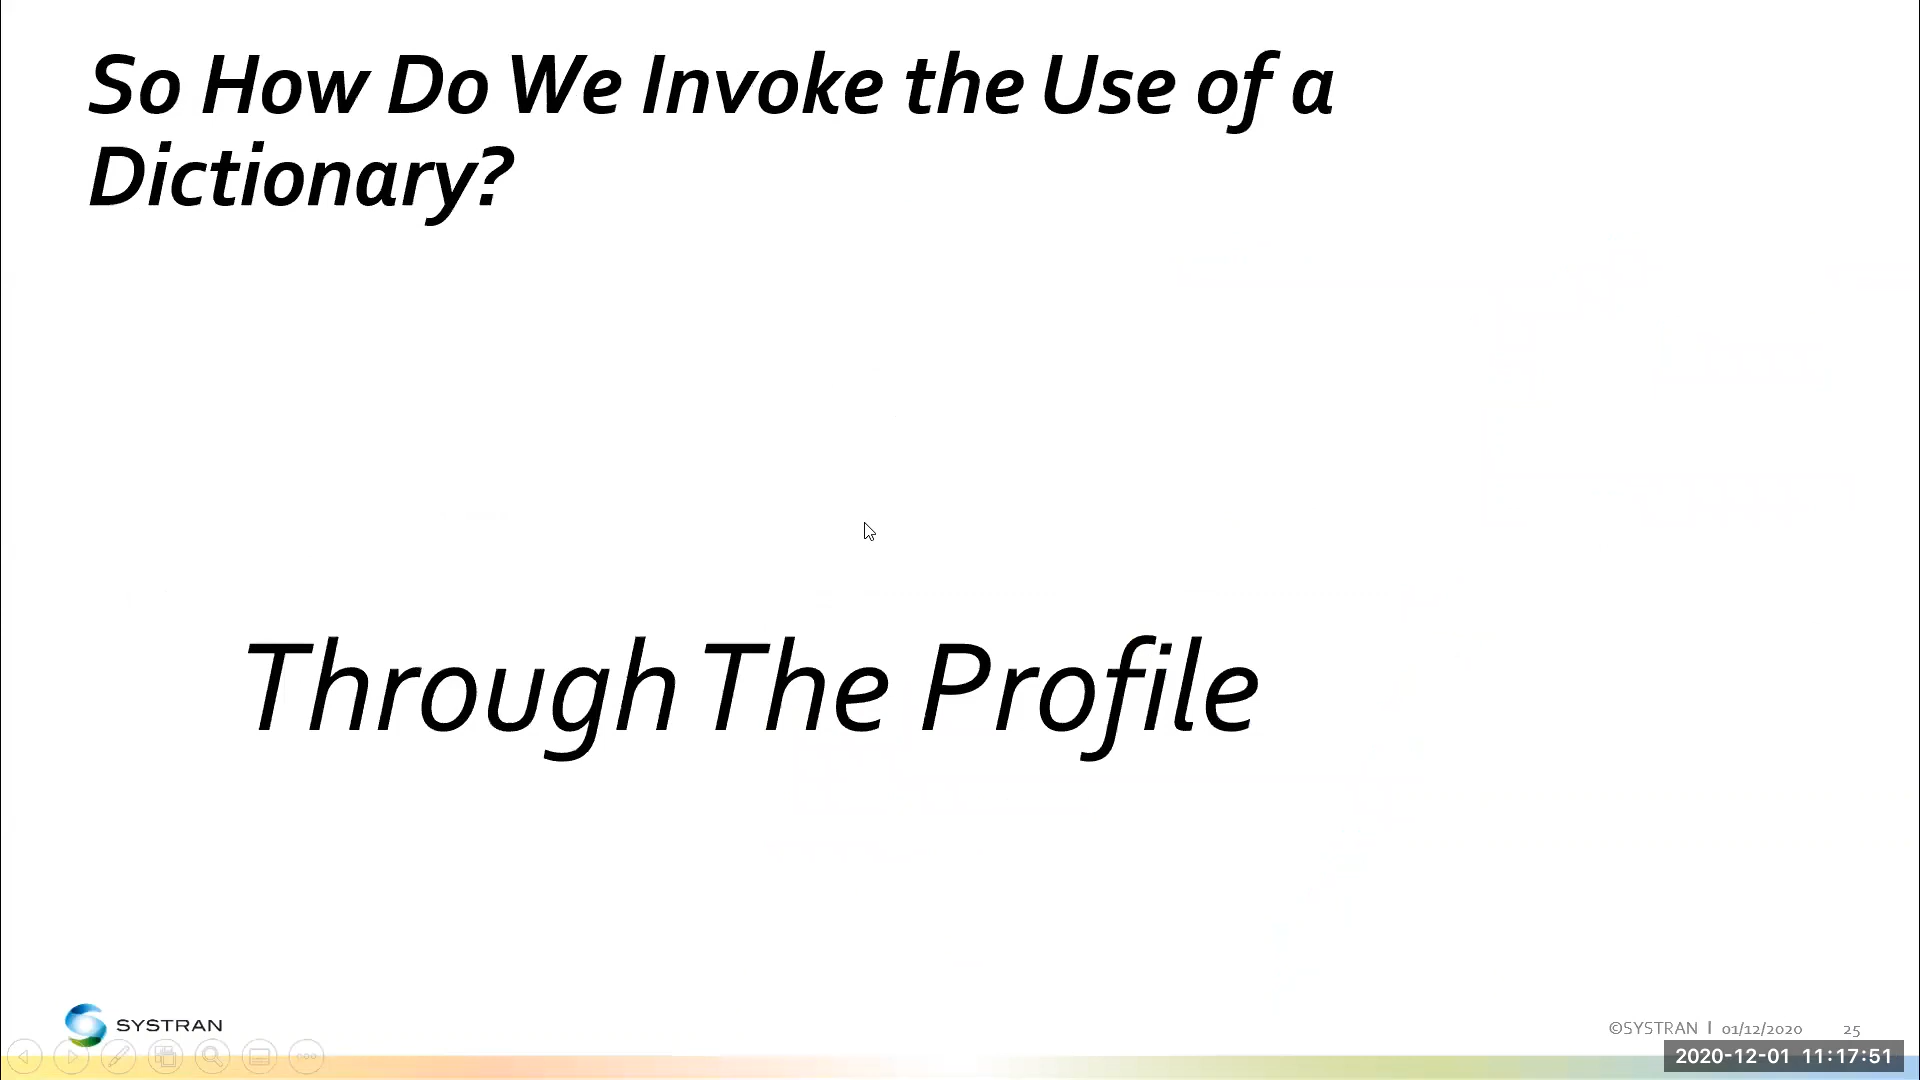 So How Do We Invoke the Use of a
Dictionary?
Through The Profile
SYSTRAN
©SYSTRAN | 01/12/2020 25
2020-12-01 11:17:51